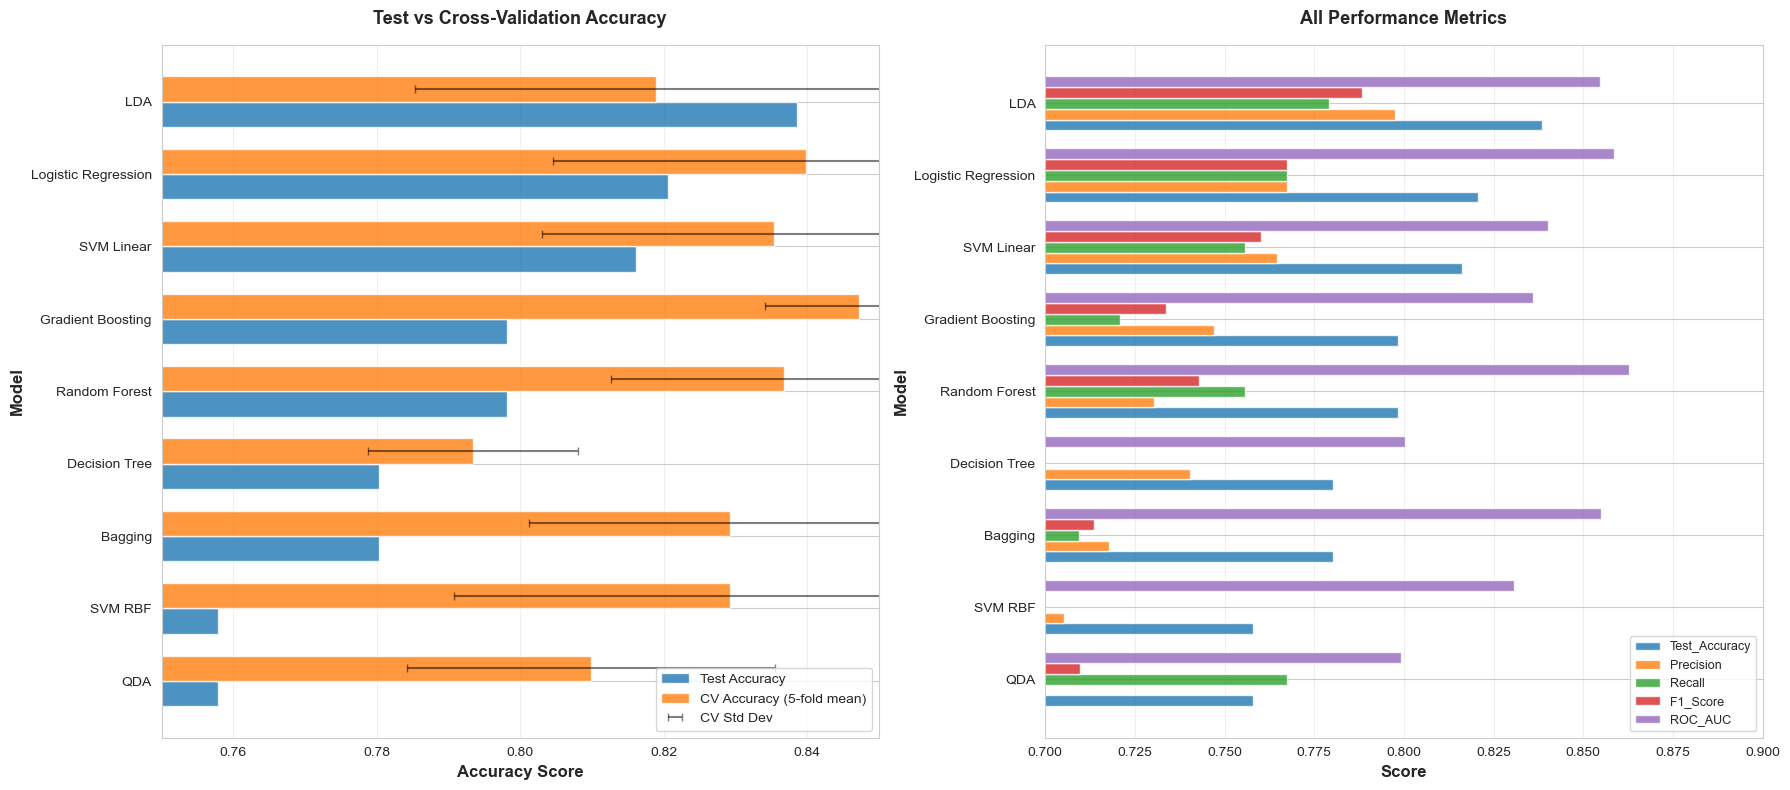 Test vs Cross-Validation Accuracy
Model
LDA
Logistic Regression
SVM Linear
Gradient Boosting
Random Forest
Decision Tree
Bagging
SVM RBF
QDA
Test Accuracy
CV Accuracy (5-fold mean)
CV Std Dev
0.76 0.78 0.80 0.82 0.84
Accuracy Score
All Performance Metrics
Model
LDA
Logistic Regression
SVM Linear
Gradient Boosting
Random Forest
Decision Tree
Bagging
SVM RBF
QDA
Test_Accuracy
Precision
Recall
F1_Score
ROC_AUC
0.700 0.725 0.750 0.775 0.800 0.825 0.850 0.875 0.900
Score